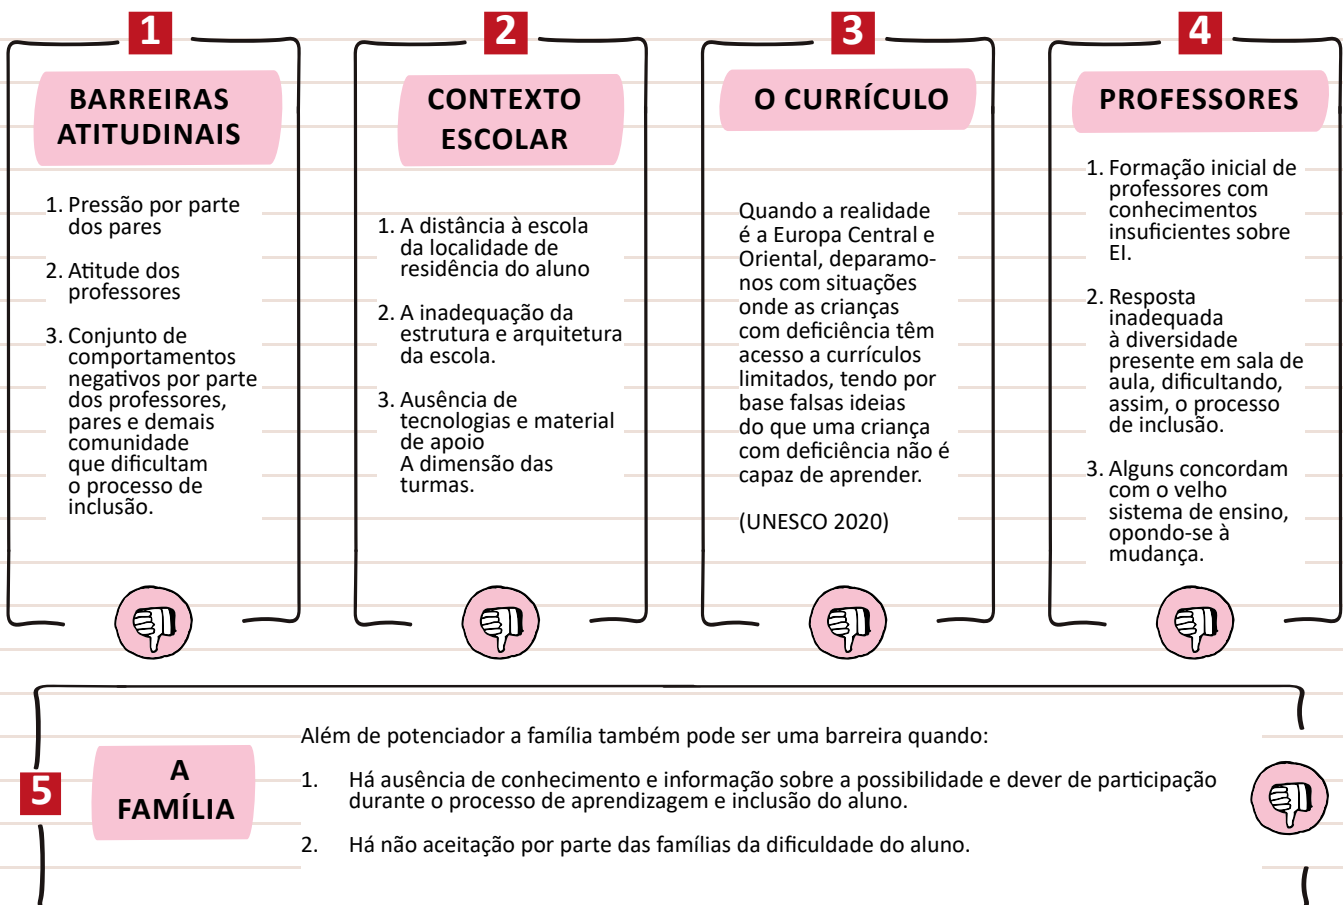 1
BARREIRAS
ATITUDINAIS
1. Pressão por parte
dos pares
2. Atitude dos
professores
3. Conjunto de
comportamentos
negativos por parte
dos professores,
pares e demais
comunidade
que dificultam
o processo de
inclusão.
2
CONTEXTO
ESCOLAR
1. A distância à escola
da localidade de
residência do aluno
2. A inadequação da
estrutura e arquitetura
da escola.
3. Ausência de
tecnologias e material
de apoio
A dimensão das
turmas.
3
O CURRÍCULO
Quando a realidade
é a Europa Central e
Oriental, deparamo-
nos com situações
onde as crianças
com deficiência têm
acesso a currículos
limitados, tendo por
base falsas ideias
do que uma criança
com deficiência não é
capaz de aprender.
(UNESCO 2020)
4
PROFESSORES
1. Formação inicial de
professores com
conhecimentos
insuficientes sobre
EI.
2. Resposta
inadequada
à diversidade
presente em sala de
aula, dificultando,
assim, o processo
de inclusão.
3. Alguns concordam
com o velho
sistema de ensino,
opondo-se à
mudança.
5
A
FAMÍLIA
Além de potenciador a família também pode ser uma barreira quando:
1. Há ausência de conhecimento e informação sobre a possibilidade e dever de participação
durante o processo de aprendizagem e inclusão do aluno.
2. Há não aceitação por parte das famílias da dificuldade do aluno.